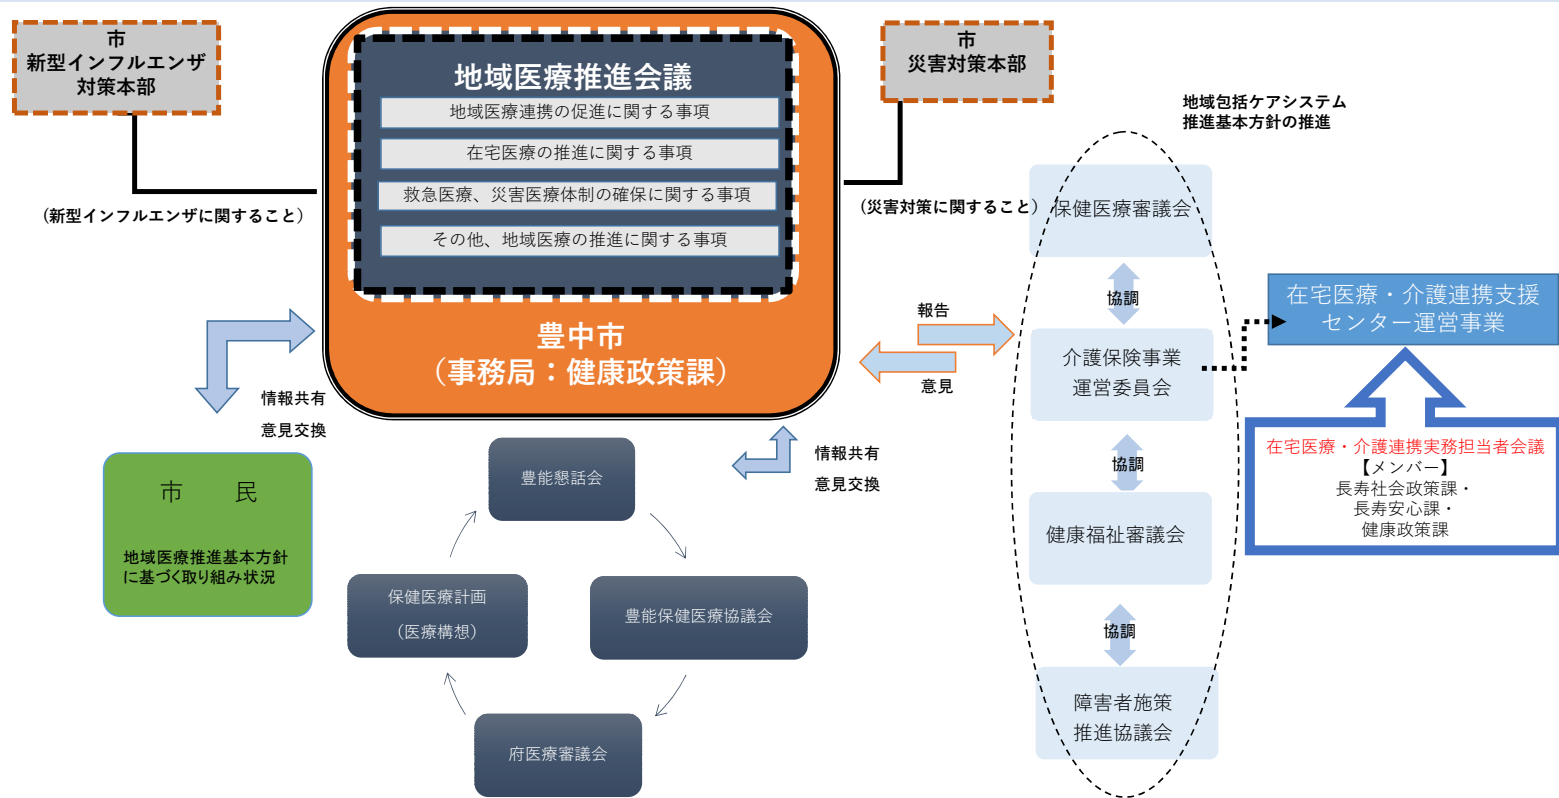 市
新型インフルエンザ
対策本部
(新型インフルエンザに関すること)
地域医療推進会議
地域医療連携の促進に関する事項
在宅医療の推進に関する事項
救急医療、災害医療体制の確保に関する事項
その他、地域医療の推進に関する事項
豊中市
(事務局:健康政策課)
市
災害対策本部
(災害対策に関すること)
地域包括ケアシステム
推進基本方針の推進
保健医療審議会
協調
介護保険事業
運営委員会
協調
健康福祉審議会
協調
障害者施策
推進協議会
報告
意見
在宅医療・介護連携支援
センター運営事業
在宅医療・介護連携実務担当者会議
【メンバー】
長寿社会政策課・
長寿安心課・
健康政策課
情報共有
意見交換
市 民
地域医療推進基本方針
に基づく取り組み状況
情報共有
意見交換
豊能懇話会
豊能保健医療協議会
府医療審議会
保健医療計画
(医療構想)